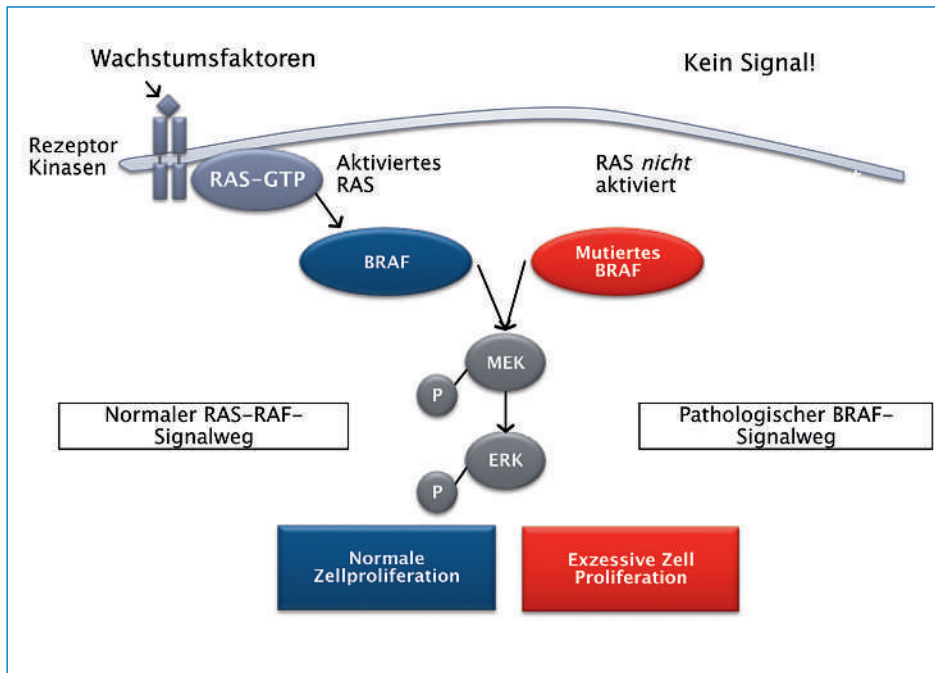 Wachstumsfaktoren
Kein Signal!
Rezeptor
Kinasen
RAS-GTP
Aktiviertes
RAS
RAS nicht
aktiviert
BRAF
Mutiertes
BRAF
MEK
P
Normaler RAS-RAF-
Signalweg
Pathologischer BRAF-
Signalweg
ERK
P
Normale
Zellproliferation
Exzessive Zell
Proliferation